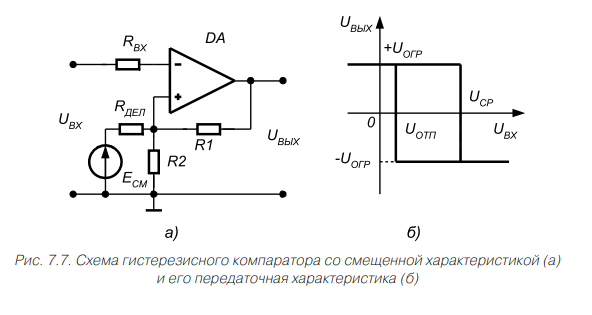 R_ВХ
DA
U_ВХ
R_ДЕЛ
R1
R2
E_СМ
U_ВЫХ
а)
U_ВЫХ
+U_ОГР
0
U_ОТП
U_СР
U_ВХ
-U_ОГР
б)
Рис. 7.7. Схема гистерезисного компаратора со смещенной характеристикой (а)
и его передаточная характеристика (б)